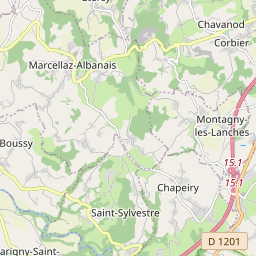 Chavanod
Corbier
Marcellaz-Albanais
Montagny-
les-Lanches
Boussy
15.1
15.1
Chapeiry
Saint-Sylvestre
D 1201